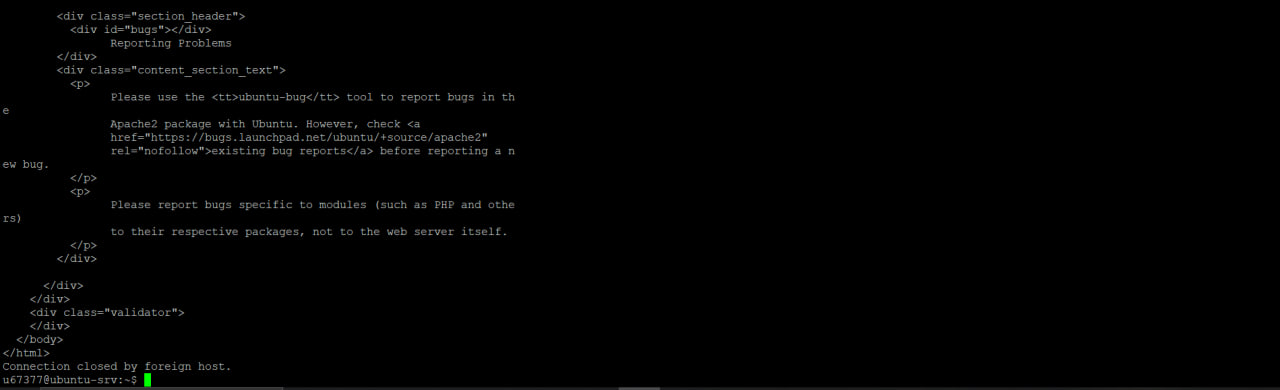 <div class="section_header">
          <div id="bugs"></div>
                Reporting Problems
        </div>
        <div class="content_section_text">
          <p>
                Please use the <tt>ubuntu-bug</tt> tool to report bugs in th
e
                Apache2 package with Ubuntu. However, check <a
                href="https://bugs.launchpad.net/ubuntu/+source/apache2"
                rel="nofollow">existing bug reports</a> before reporting a n
ew bug.
          </p>
          <p>
                Please report bugs specific to modules (such as PHP and othe
rs)
                to their respective packages, not to the web server itself.
          </p>
        </div>

      </div>
    </div>
    <div class="validator">
    </div>
  </body>
</html>
Connection closed by foreign host.
u67377@ubuntu-srv:~$